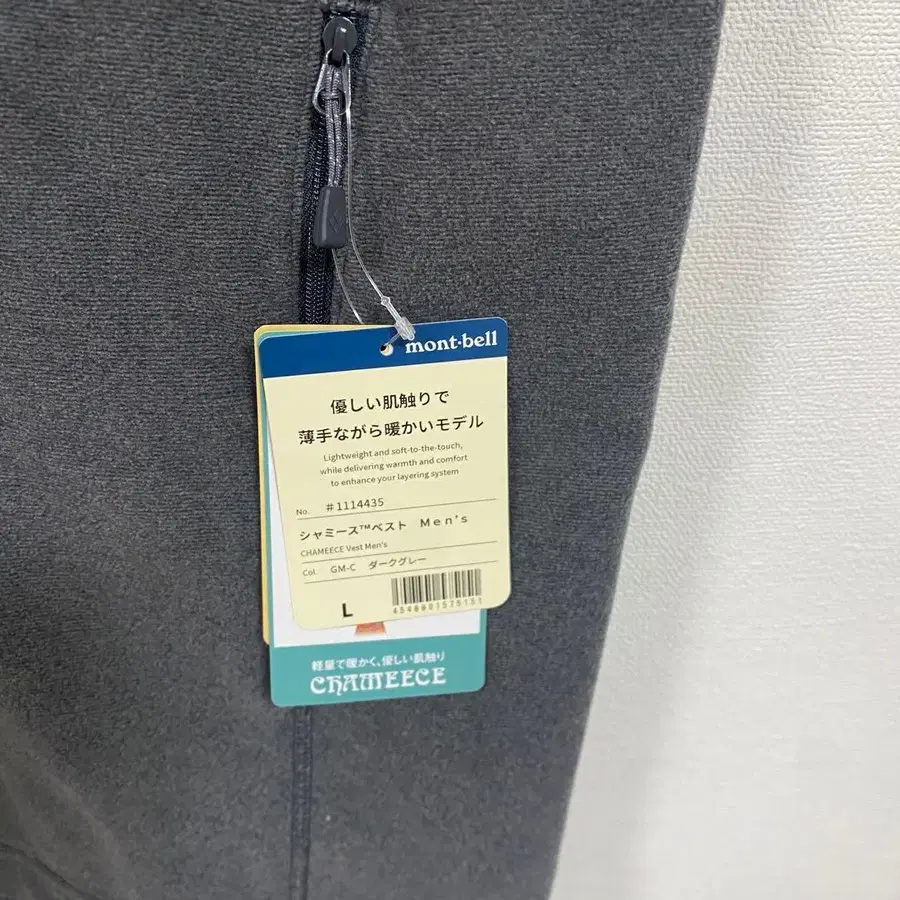 mont·bell
優しい肌触りで
薄手ながら暖かいモデル
Lightweight and soft-to-the-touch,
while delivering warmth and comfort
to enhance your layering system
No. #1114435
シャミース™ベスト Men's
CHAMEECE Vest Men's
Col. GM-C ダークグレー
L
4548801575151
軽量で暖かく、優しい肌触り
CHAMEECE